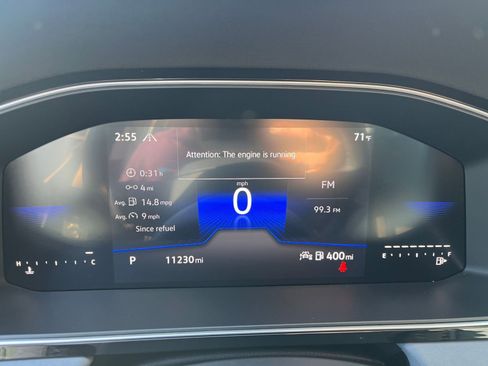 2:55
71°F
Attention: The engine is running.
0:31 h
4 mi
Avg. 14.8 mpg
Avg. 9 mph
Since refuel
mph
0
FM
99.3 FM
H C
E F
P 11230 mi 400 mi